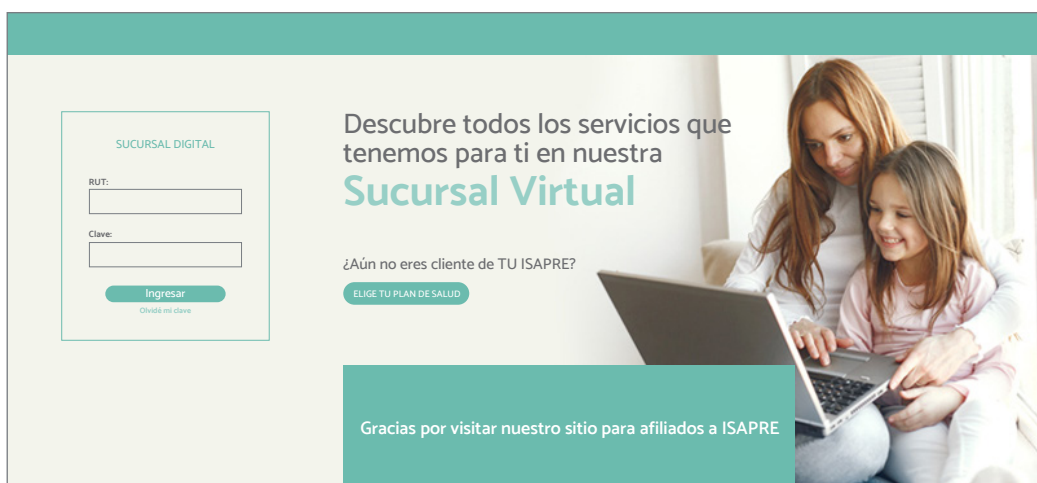 SUCURSAL DIGITAL
RUT:
Clave:
Ingresar
Olvidé mi clave
Descubre todos los servicios que
tenemos para ti en nuestra
Sucursal Virtual
¿Aún no eres cliente de TU ISAPRE?
ELIGE TU PLAN DE SALUD
Gracias por visitar nuestro sitio para afiliados a ISAPRE